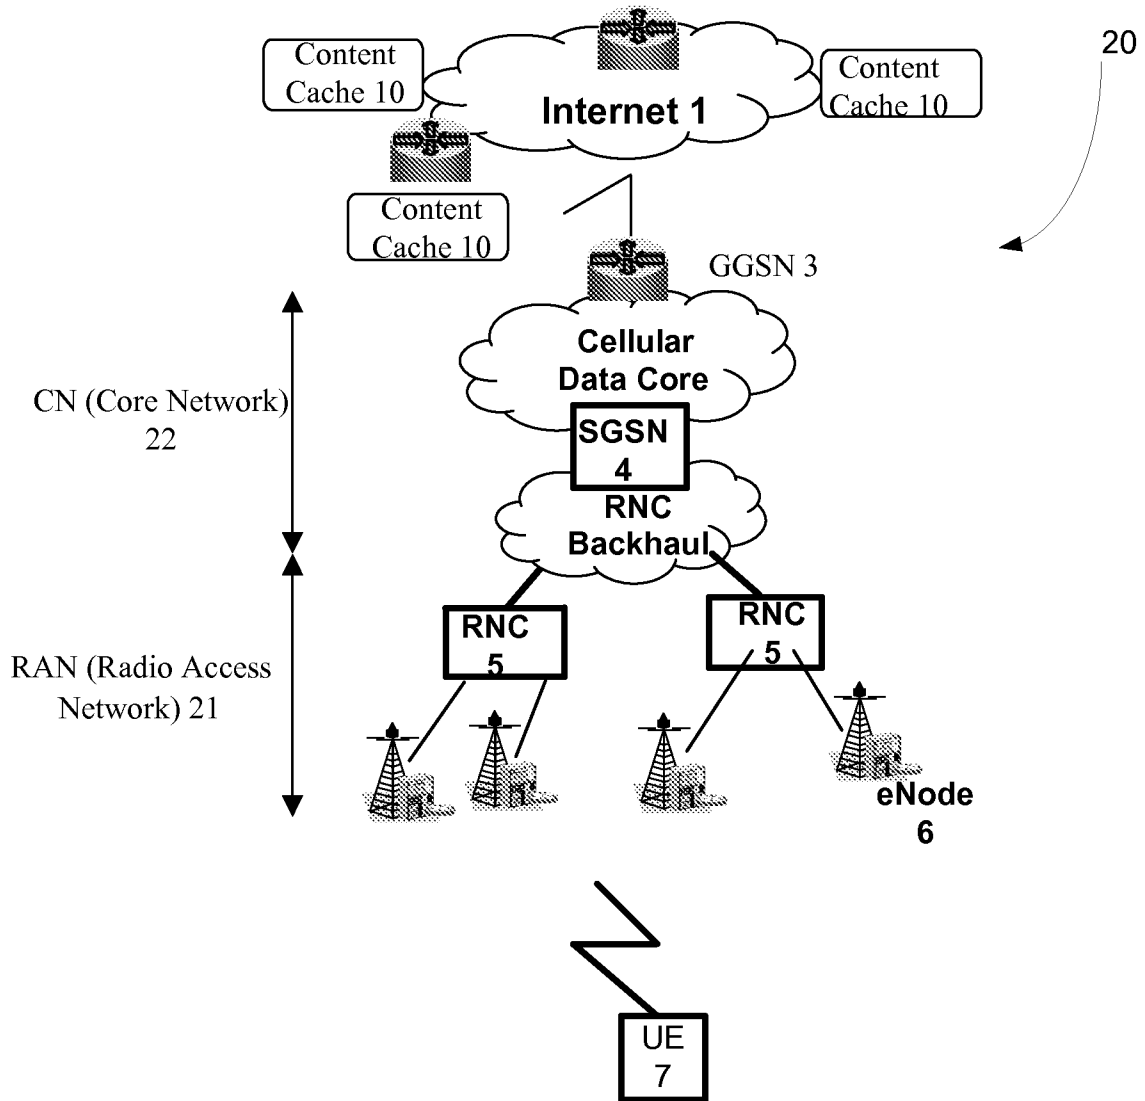 Content
Cache 10
Internet 1
Content
Cache 10
20
Content
Cache 10
GGSN 3
Cellular
Data Core
CN (Core Network)
22
SGSN
4
RNC
Backhaul
RNC
5
RNC
5
RAN (Radio Access
Network) 21
eNode
6
UE
7